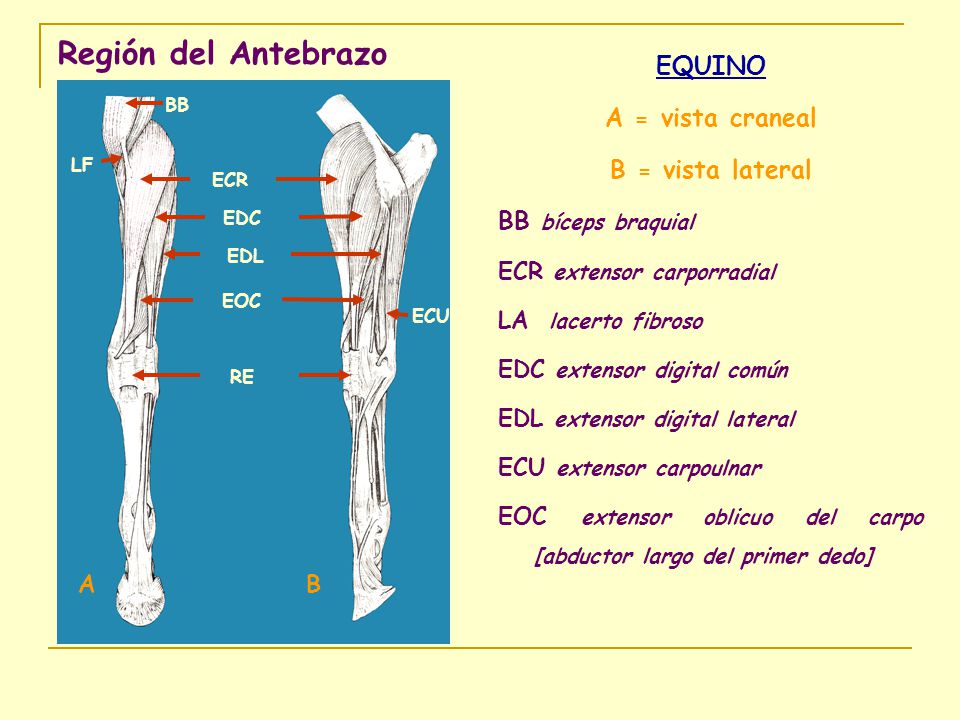 Región del Antebrazo
BB
LF
ECR
EDC
EDL
EOC
ECU
RE
A B
EQUINO
A = vista craneal
B = vista lateral
BB bíceps braquial
ECR extensor carporradial
LA lacerto fibroso
EDC extensor digital común
EDL extensor digital lateral
ECU extensor carpoulnar
EOC extensor oblicuo del carpo
[abductor largo del primer dedo]